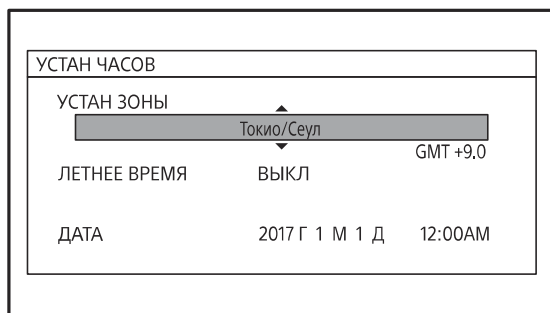 УСТАН ЧАСОВ
УСТАН ЗОНЫ
Токио/Сеул
GMT +9.0
ЛЕТНЕЕ ВРЕМЯ ВЫКЛ
ДАТА 2017 Г 1 М 1 Д 12:00AM